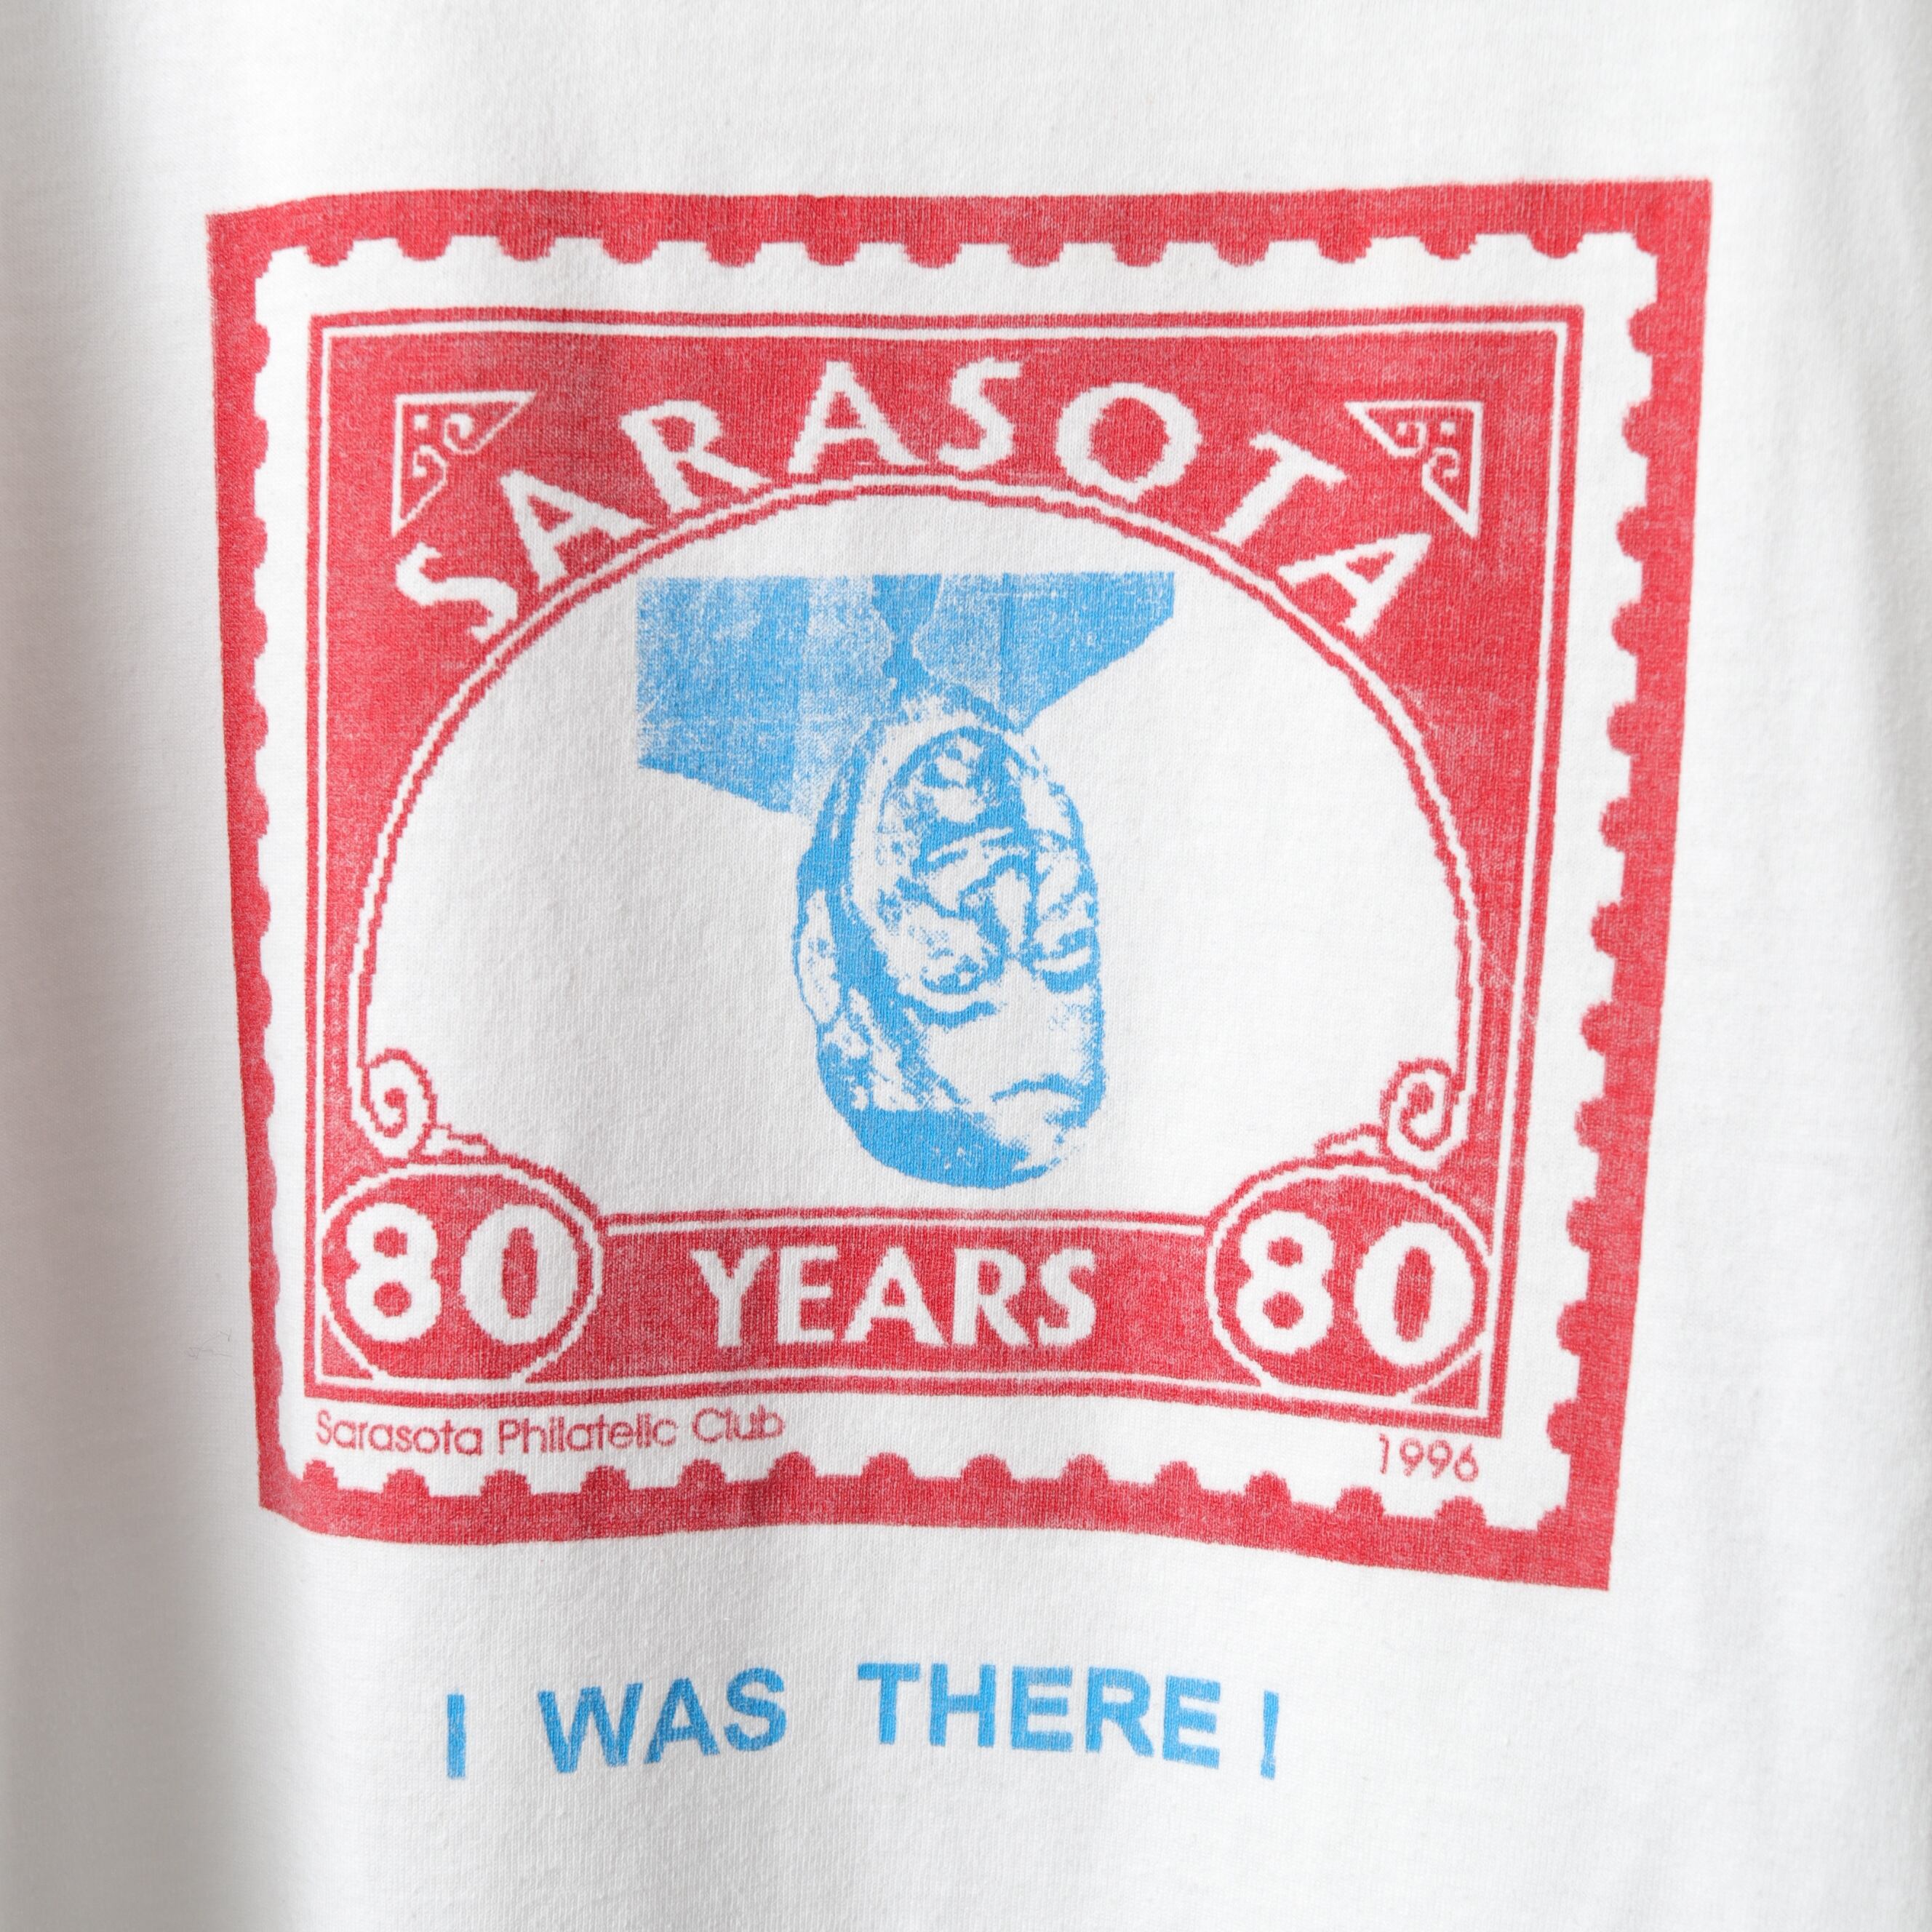 SARASOTA
80 YEARS 80
Sarasota Philatelic Club 1996
I WAS THERE!